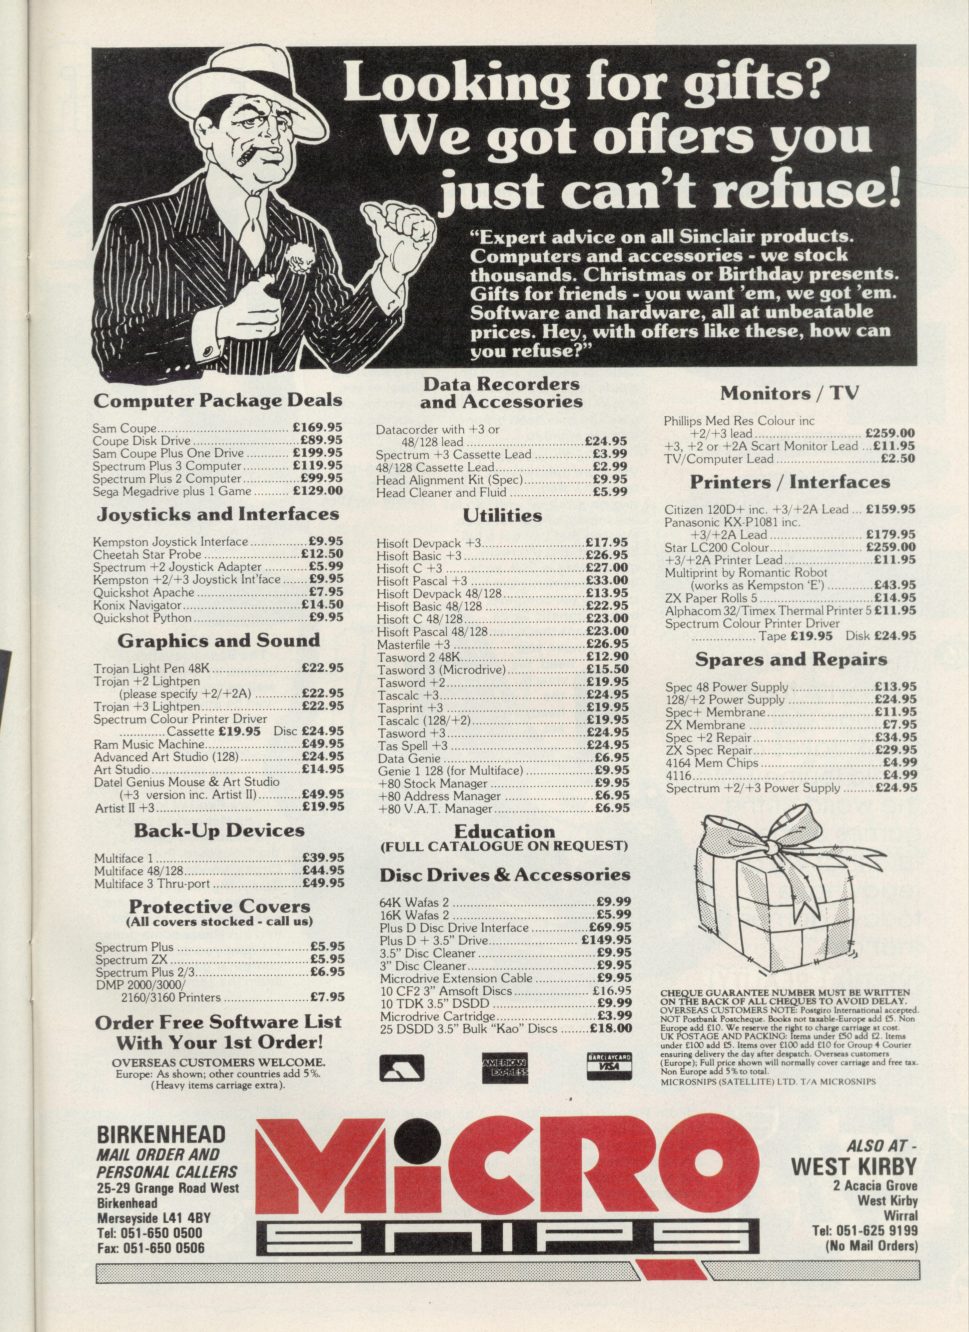 Looking for gifts?
We got offers you
just can't refuse!
"Expert advice on all Sinclair products.
Computers and accessories - we stock
thousands. Christmas or Birthday presents.
Gifts for friends - you want 'em, we got 'em.
Software and hardware, all at unbeatable
prices. Hey, with offers like these, how can
you refuse?"
Computer Package Deals
Sam Coupe............ £169.95
Coupe Disk Drive............ £89.95
Sam Coupe Plus One Drive............ £199.95
Spectrum Plus 3 Computer............ £119.95
Spectrum Plus 2 Computer............ £99.95
Sega Megadrive plus 1 Game............ £129.00
Joysticks and Interfaces
Kempston Joystick Interface............ £9.95
Cheetah Star Probe............ £12.50
Spectrum +2 Joystick Adapter............ £5.99
Kempston +2/+3 Joystick Int'face............ £9.95
Quickshot Apache............ £7.95
Konix Navigator............ £14.50
Quickshot Python............ £9.95
Graphics and Sound
Trojan Light Pen 48K............ £22.95
Trojan +2 Lightpen
(please specify +2/+2A)............ £22.95
Trojan +3 Lightpen............ £22.95
Spectrum Colour Printer Driver
............ Cassette £19.95 Disc £24.95
Ram Music Machine............ £49.95
Advanced Art Studio (128)............ £24.95
Art Studio............ £14.95
Datel Genius Mouse & Art Studio
(+3 version inc. Artist II)............ £49.95
Artist II +3............ £19.95
Back-Up Devices
Multiface 1............ £39.95
Multiface 48/128............ £44.95
Multiface 3 Thru-port............ £49.95
Protective Covers
(All covers stocked - call us)
Spectrum Plus............ £5.95
Spectrum ZX............ £5.95
Spectrum Plus 2/3............ £6.95
DMP 2000/3000/
2160/3160 Printers............ £7.95
Order Free Software List
With Your 1st Order!
OVERSEAS CUSTOMERS WELCOME.
Europe: As shown; other countries add 5%.
(Heavy items carriage extra).
Data Recorders
and Accessories
Datacorder with +3 or
48/128 lead............ £24.95
Spectrum +3 Cassette Lead............ £3.99
48/128 Cassette Lead............ £2.99
Head Alignment Kit (Spec)............ £9.95
Head Cleaner and Fluid............ £5.99
Utilities
Hisoft Devpack +3............ £17.95
Hisoft Basic +3............ £26.95
Hisoft C +3............ £27.00
Hisoft Pascal +3............ £33.00
Hisoft Devpack 48/128............ £13.95
Hisoft Basic 48/128............ £22.95
Hisoft C 48/128............ £23.00
Hisoft Pascal 48/128............ £23.00
Masterfile +3............ £26.95
Tasword 2 48K............ £12.90
Tasword 3 (Microdrive)............ £15.50
Tasword +2............ £19.95
Tascalc +3............ £24.95
Tasprint +3............ £19.95
Tascalc (128/+2)............ £19.95
Tasword +3............ £24.95
Tas Spell +3............ £24.95
Data Genie............ £6.95
Genie 1 128 (for Multiface)............ £9.95
+80 Stock Manager............ £9.95
+80 Address Manager............ £6.95
+80 V.A.T. Manager............ £6.95
Education
(FULL CATALOGUE ON REQUEST)
Disc Drives & Accessories
64K Wafas 2............ £9.99
16K Wafas 2............ £5.99
Plus D Disc Drive Interface............ £69.95
Plus D + 3.5" Drive............ £149.95
3.5" Disc Cleaner............ £9.95
3" Disc Cleaner............ £9.95
Microdrive Extension Cable............ £9.95
10 CF2 3" Amsoft Discs............ £16.95
10 TDK 3.5" DSDD............ £9.99
Microdrive Cartridge............ £3.99
25 DSDD 3.5" Bulk "Kao" Discs............ £18.00
AMERICAN
EXPRESS
BARCLAYCARD
VISA
Monitors / TV
Phillips Med Res Colour inc
+2/+3 lead............ £259.00
+3, +2 or +2A Scart Monitor Lead............ £11.95
TV/Computer Lead............ £2.50
Printers / Interfaces
Citizen 120D+ inc. +3/+2A Lead... £159.95
Panasonic KX-P1081 inc.
+3/+2A Lead............ £179.95
Star LC200 Colour............ £259.00
+3/+2A Printer Lead............ £11.95
Multiprint by Romantic Robot
(works as Kempston 'E')............ £43.95
ZX Paper Rolls 5............ £14.95
Alphacom 32/Timex Thermal Printer 5 £11.95
Spectrum Colour Printer Driver
............ Tape £19.95 Disk £24.95
Spares and Repairs
Spec 48 Power Supply............ £13.95
128/+2 Power Supply............ £24.95
Spec+ Membrane............ £11.95
ZX Membrane............ £7.95
Spec +2 Repair............ £34.95
ZX Spec Repair............ £29.95
4164 Mem Chips............ £4.99
4116............ £4.99
Spectrum +2/+3 Power Supply............ £24.95
CHEQUE GUARANTEE NUMBER MUST BE WRITTEN
ON THE BACK OF ALL CHEQUES TO AVOID DELAY.
OVERSEAS CUSTOMERS NOTE: Postgiro International accepted.
NOT Postbank Postcheque. Books not taxable-Europe add £5. Non
Europe add £10. We reserve the right to charge carriage at cost.
UK POSTAGE AND PACKING: Items under £50 add £2. Items
under £100 add £5. Items over £100 add £10 for Group 4 Courier
ensuring delivery the day after despatch. Overseas customers
(Europe); Full price shown will normally cover carriage and free tax.
Non Europe add 5% to total.
MICROSNIPS (SATELLITE) LTD. T/A MICROSNIPS
BIRKENHEAD
MAIL ORDER AND
PERSONAL CALLERS
25-29 Grange Road West
Birkenhead
Merseyside L41 4BY
Tel: 051-650 0500
Fax: 051-650 0506
MiCRO
SNIPS
ALSO AT -
WEST KIRBY
2 Acacia Grove
West Kirby
Wirral
Tel: 051-625 9199
(No Mail Orders)